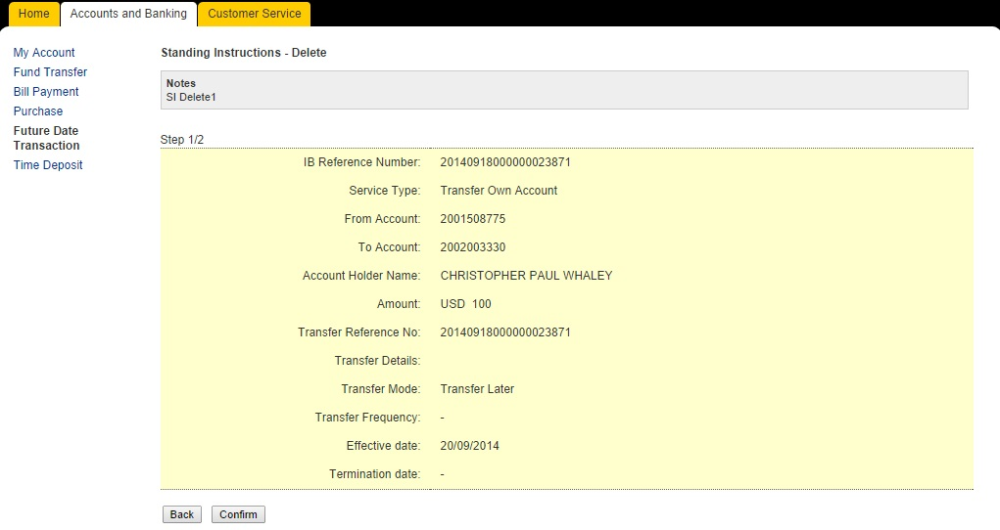 Home Accounts and Banking Customer Service
My Account
Fund Transfer
Bill Payment
Purchase
Future Date
Transaction
Time Deposit
Standing Instructions - Delete
Notes
SI Delete1
Step 1/2
IB Reference Number: 20140918000000023871
Service Type: Transfer Own Account
From Account: 2001508775
To Account: 2002003330
Account Holder Name: CHRISTOPHER PAUL WHALEY
Amount: USD 100
Transfer Reference No: 20140918000000023871
Transfer Details:
Transfer Mode: Transfer Later
Transfer Frequency: -
Effective date: 20/09/2014
Termination date: -
Back Confirm